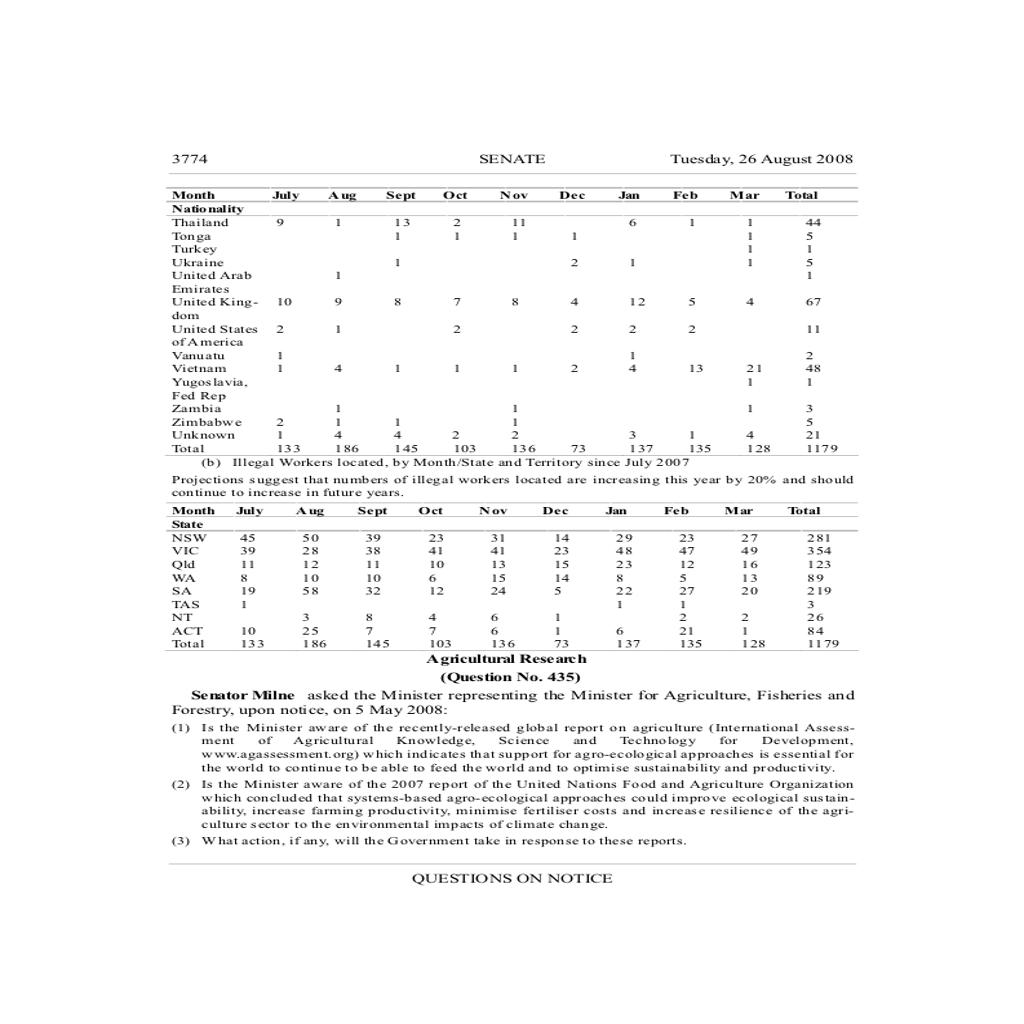 3774 SENATE Tuesday, 26 August 2008
Month July Aug Sept Oct Nov Dec Jan Feb Mar Total
Nationality
Thailand 9 1 13 2 11 6 1 1 44
Tonga 1 1 1 1 1 5
Turkey 1 1
Ukraine 1 2 1 1 5
United Arab 1 1
Emirates
United King- 10 9 8 7 8 4 12 5 4 67
dom
United States 2 1 2 2 2 2 11
of America
Vanuatu 1 1 2
Vietnam 1 4 1 1 1 2 4 13 21 48
Yugoslavia, 1 1
Fed Rep
Zambia 1 1 1 3
Zimbabwe 2 1 1 1 5
Unknown 1 4 4 2 2 3 1 4 21
Total 133 186 145 103 136 73 137 135 128 1179
(b) Illegal Workers located, by Month/State and Territory since July 2007
Projections suggest that numbers of illegal workers located are increasing this year by 20% and should
continue to increase in future years.
Month July Aug Sept Oct Nov Dec Jan Feb Mar Total
State
NSW 45 50 39 23 31 14 29 23 27 281
VIC 39 28 38 41 41 23 48 47 49 354
Qld 11 12 11 10 13 15 23 12 16 123
WA 8 10 10 6 15 14 8 5 13 89
SA 19 58 32 12 24 5 22 27 20 219
TAS 1 1 1 3
NT 3 8 4 6 1 2 2 26
ACT 10 25 7 7 6 1 6 21 1 84
Total 133 186 145 103 136 73 137 135 128 1179
Agricultural Research
(Question No. 435)
Senator Milne asked the Minister representing the Minister for Agriculture, Fisheries and
Forestry, upon notice, on 5 May 2008:
(1) Is the Minister aware of the recently-released global report on agriculture (International Assess-
ment of Agricultural Knowledge, Science and Technology for Development,
www.agassessment.org) which indicates that support for agro-ecological approaches is essential for
the world to continue to be able to feed the world and to optimise sustainability and productivity.
(2) Is the Minister aware of the 2007 report of the United Nations Food and Agriculture Organization
which concluded that systems-based agro-ecological approaches could improve ecological sustain-
ability, increase farming productivity, minimise fertiliser costs and increase resilience of the agri-
culture sector to the environmental impacts of climate change.
(3) What action, if any, will the Government take in response to these reports.
QUESTIONS ON NOTICE